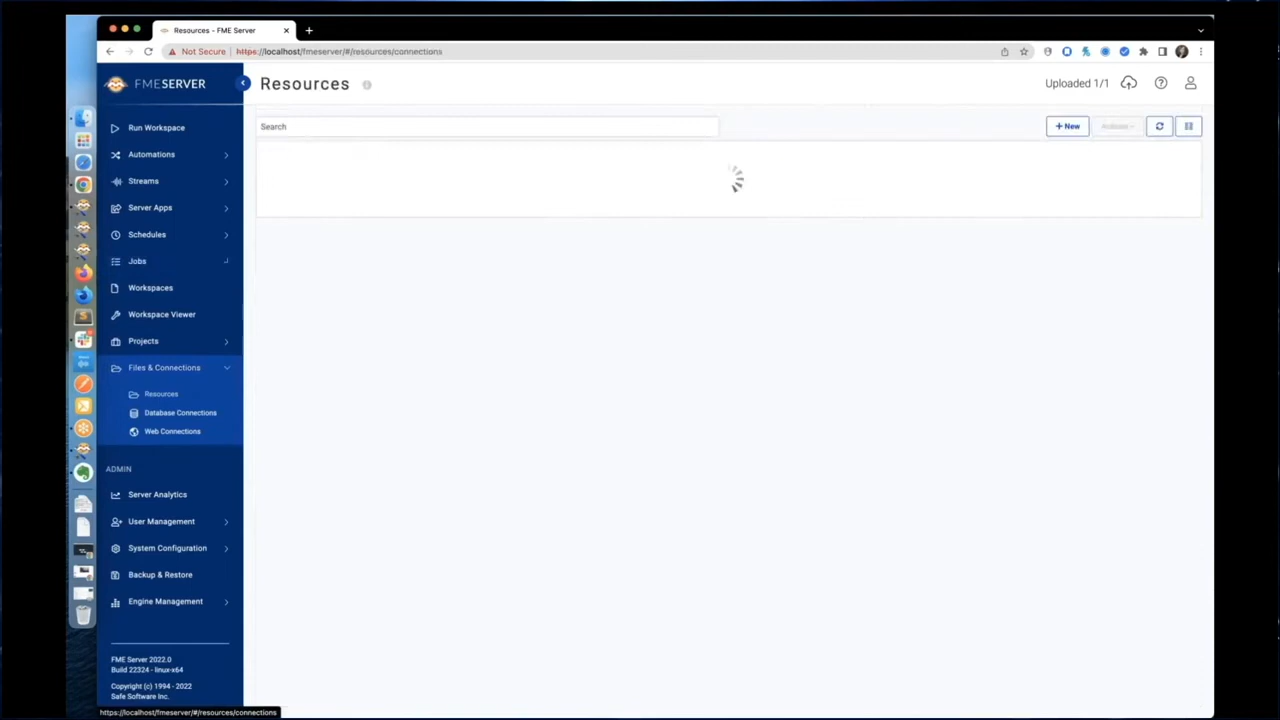 Resources - FME Server
Not Secure
https://localhost/fmeserver/#/resources/connections
FMESERVER
Resources
Uploaded 1/1
Search
+ New
Actions
Run Workspace
Automations
Streams
Server Apps
Schedules
Jobs
Workspaces
Workspace Viewer
Projects
Files & Connections
Resources
Database Connections
Web Connections
ADMIN
Server Analytics
User Management
System Configuration
Backup & Restore
Engine Management
FME Server 2022.0
Build 22324 - linux-x64
Copyright (c) 1994 - 2022
Safe Software Inc.
https://localhost/fmeserver/#/resources/connections